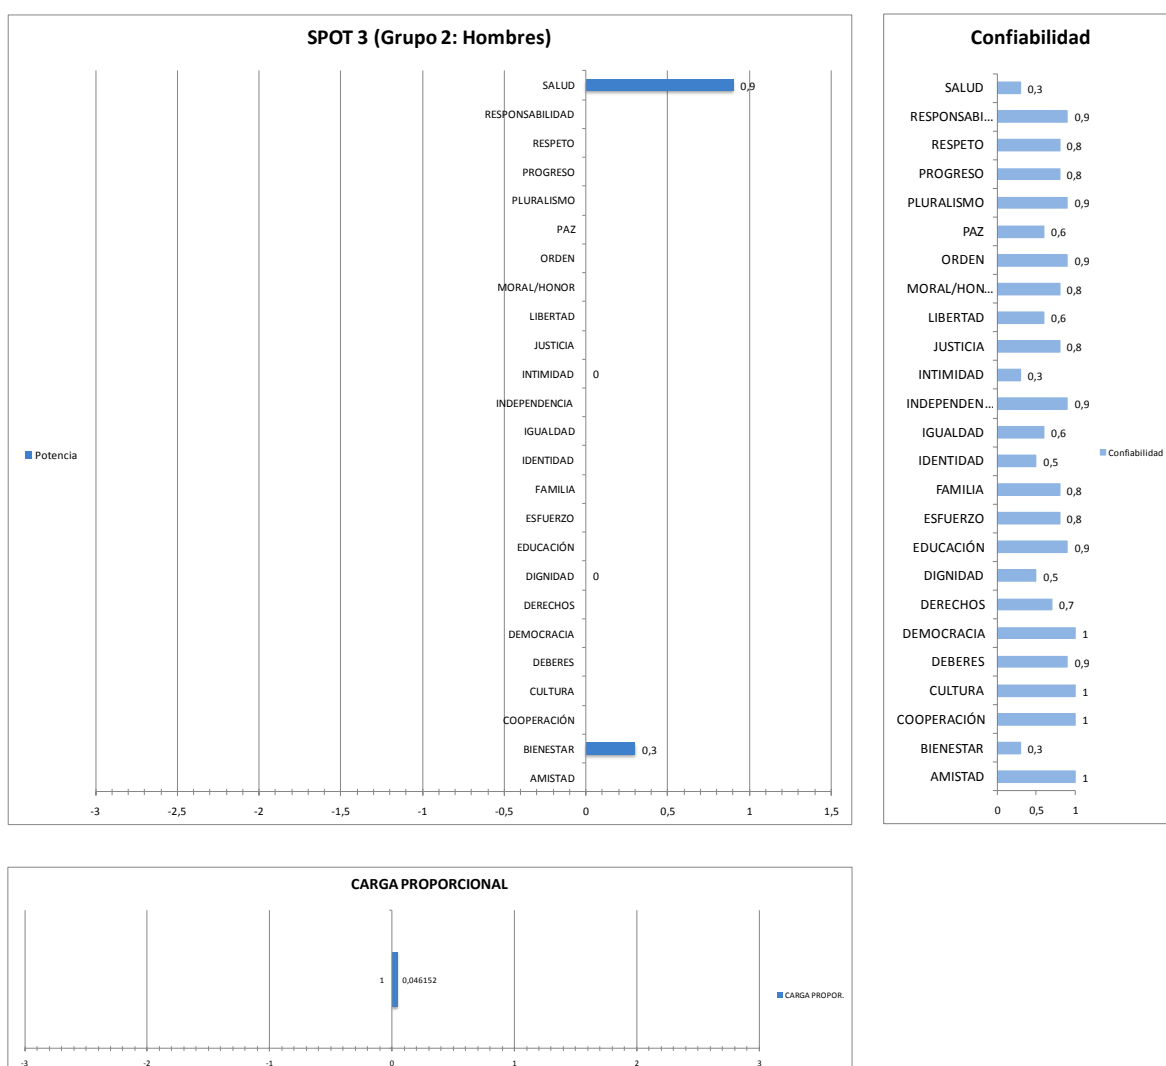 SPOT 3 (Grupo 2: Hombres)
SALUD 0,9
RESPONSABILIDAD
RESPETO
PROGRESO
PLURALISMO
PAZ
ORDEN
MORAL/HONOR
LIBERTAD
JUSTICIA
INTIMIDAD 0
INDEPENDENCIA
IGUALDAD
IDENTIDAD
FAMILIA
ESFUERZO
EDUCACIÓN
DIGNIDAD 0
DERECHOS
DEMOCRACIA
DEBERES
CULTURA
COOPERACIÓN
BIENESTAR 0,3
AMISTAD
-3 -2,5 -2 -1,5 -1 -0,5 0 0,5 1 1,5
Potencia
Confiabilidad
SALUD 0,3
RESPONSABI... 0,9
RESPETO 0,8
PROGRESO 0,8
PLURALISMO 0,9
PAZ 0,6
ORDEN 0,9
MORAL/HON... 0,8
LIBERTAD 0,6
JUSTICIA 0,8
INTIMIDAD 0,3
INDEPENDEN... 0,9
IGUALDAD 0,6
IDENTIDAD 0,5
FAMILIA 0,8
ESFUERZO 0,8
EDUCACIÓN 0,9
DIGNIDAD 0,5
DERECHOS 0,7
DEMOCRACIA 1
DEBERES 0,9
CULTURA 1
COOPERACIÓN 1
BIENESTAR 0,3
AMISTAD 1
0 0,5 1
Confiabilidad
CARGA PROPORCIONAL
1 0,046152
CARGA PROPOR.
-3 -2 -1 0 1 2 3